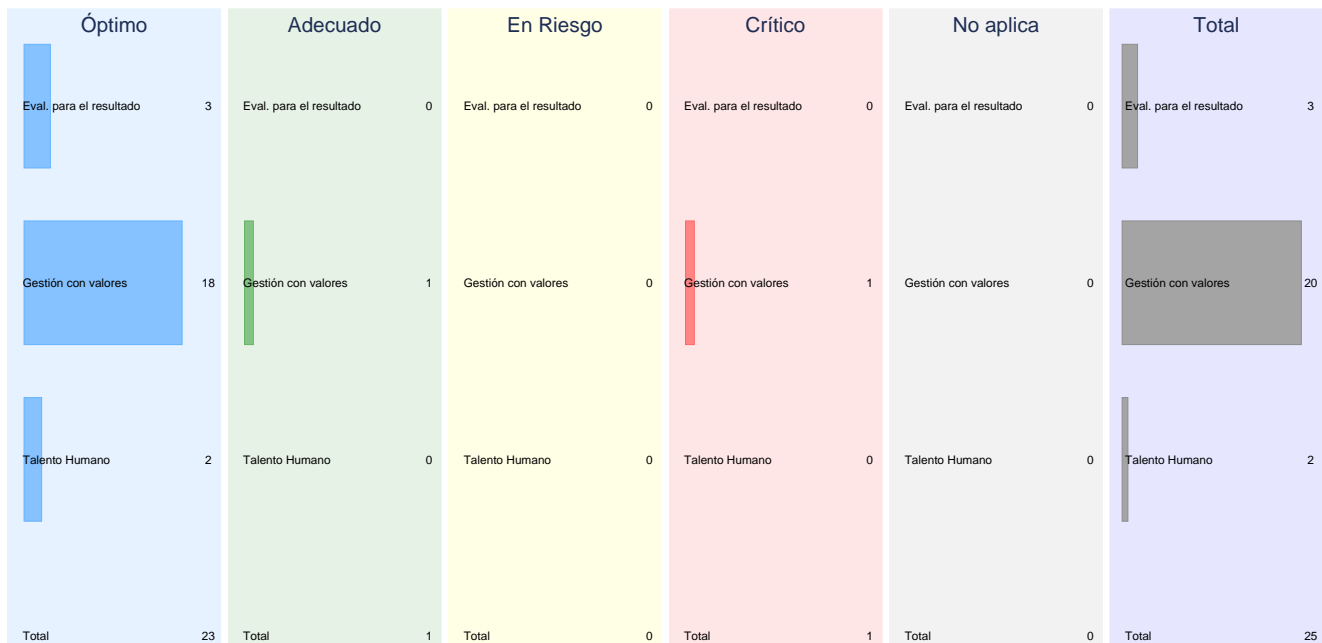 Óptimo Adecuado En Riesgo Crítico No aplica Total
Eval. para el resultado 3 Eval. para el resultado 0 Eval. para el resultado 0 Eval. para el resultado 0 Eval. para el resultado 0 Eval. para el resultado 3
Gestión con valores 18 Gestión con valores 1 Gestión con valores 0 Gestión con valores 1 Gestión con valores 0 Gestión con valores 20
Talento Humano 2 Talento Humano 0 Talento Humano 0 Talento Humano 0 Talento Humano 0 Talento Humano 2
Total 23 Total 1 Total 0 Total 1 Total 0 Total 25